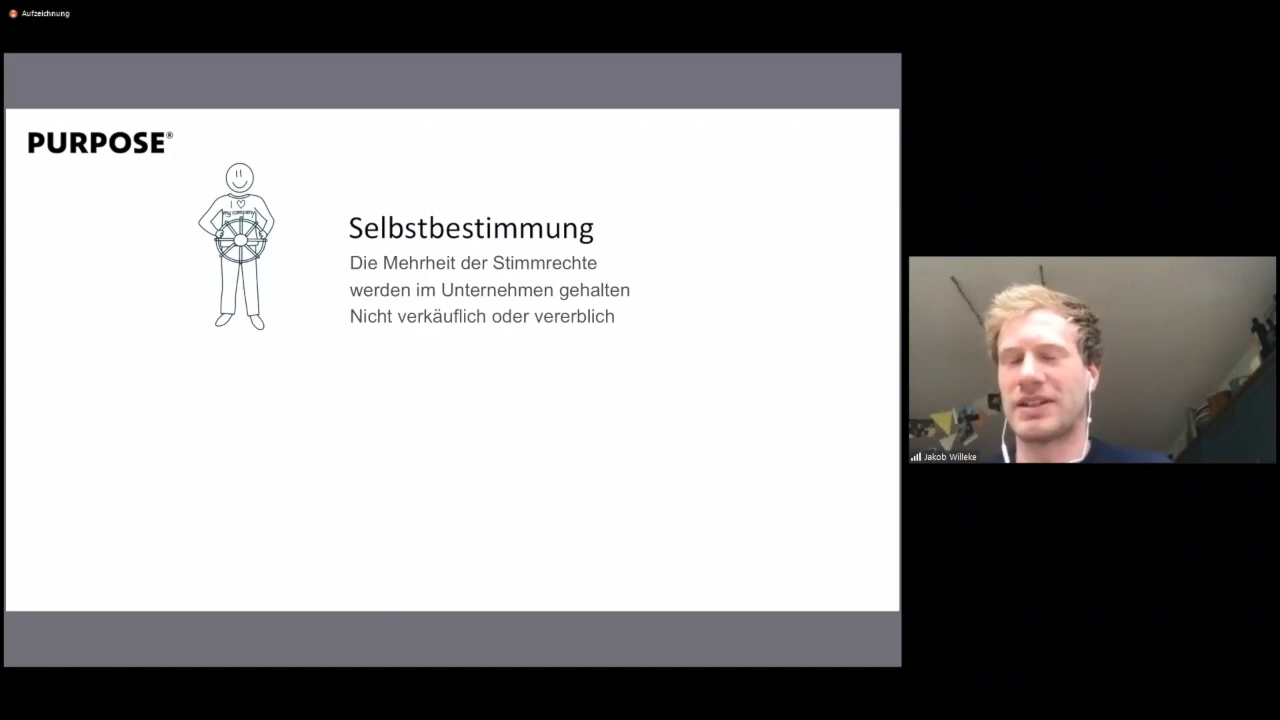 Aufzeichnung
PURPOSE®
I ♡
my company
Selbstbestimmung
Die Mehrheit der Stimmrechte
werden im Unternehmen gehalten
Nicht verkäuflich oder vererblich
Jakob Willeke